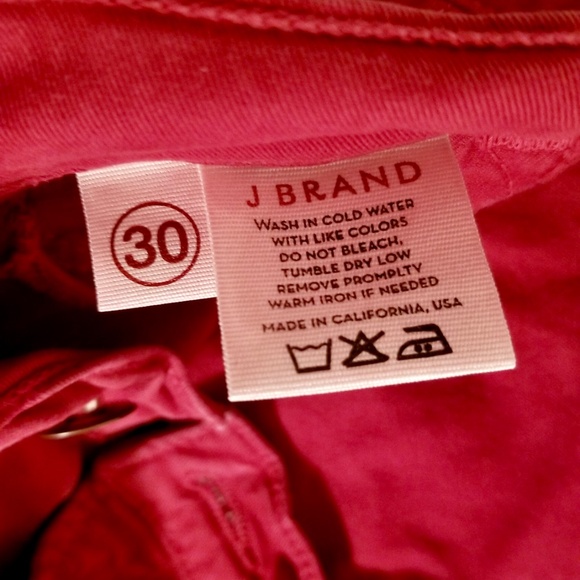 30
J BRAND
WASH IN COLD WATER
WITH LIKE COLORS
DO NOT BLEACH,
TUMBLE DRY LOW
REMOVE PROMPLTY
WARM IRON IF NEEDED
MADE IN CALIFORNIA, USA